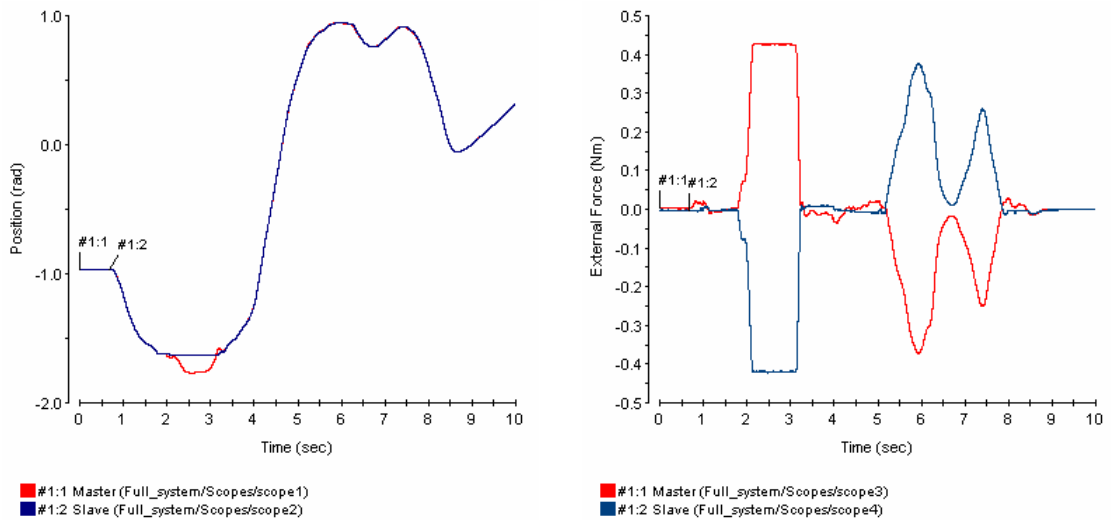 1.0
0.0
-1.0
-2.0
Position (rad)
#1:1
#1:2
0 1 2 3 4 5 6 7 8 9 10
Time (sec)
#1:1 Master (Full_system/Scopes/scope1)
#1:2 Slave (Full_system/Scopes/scope2)
0.5
0.4
0.3
0.2
0.1
0.0
-0.1
-0.2
-0.3
-0.4
-0.5
External Force (Nm)
#1:1
#1:2
0 1 2 3 4 5 6 7 8 9 10
Time (sec)
#1:1 Master (Full_system/Scopes/scope3)
#1:2 Slave (Full_system/Scopes/scope4)